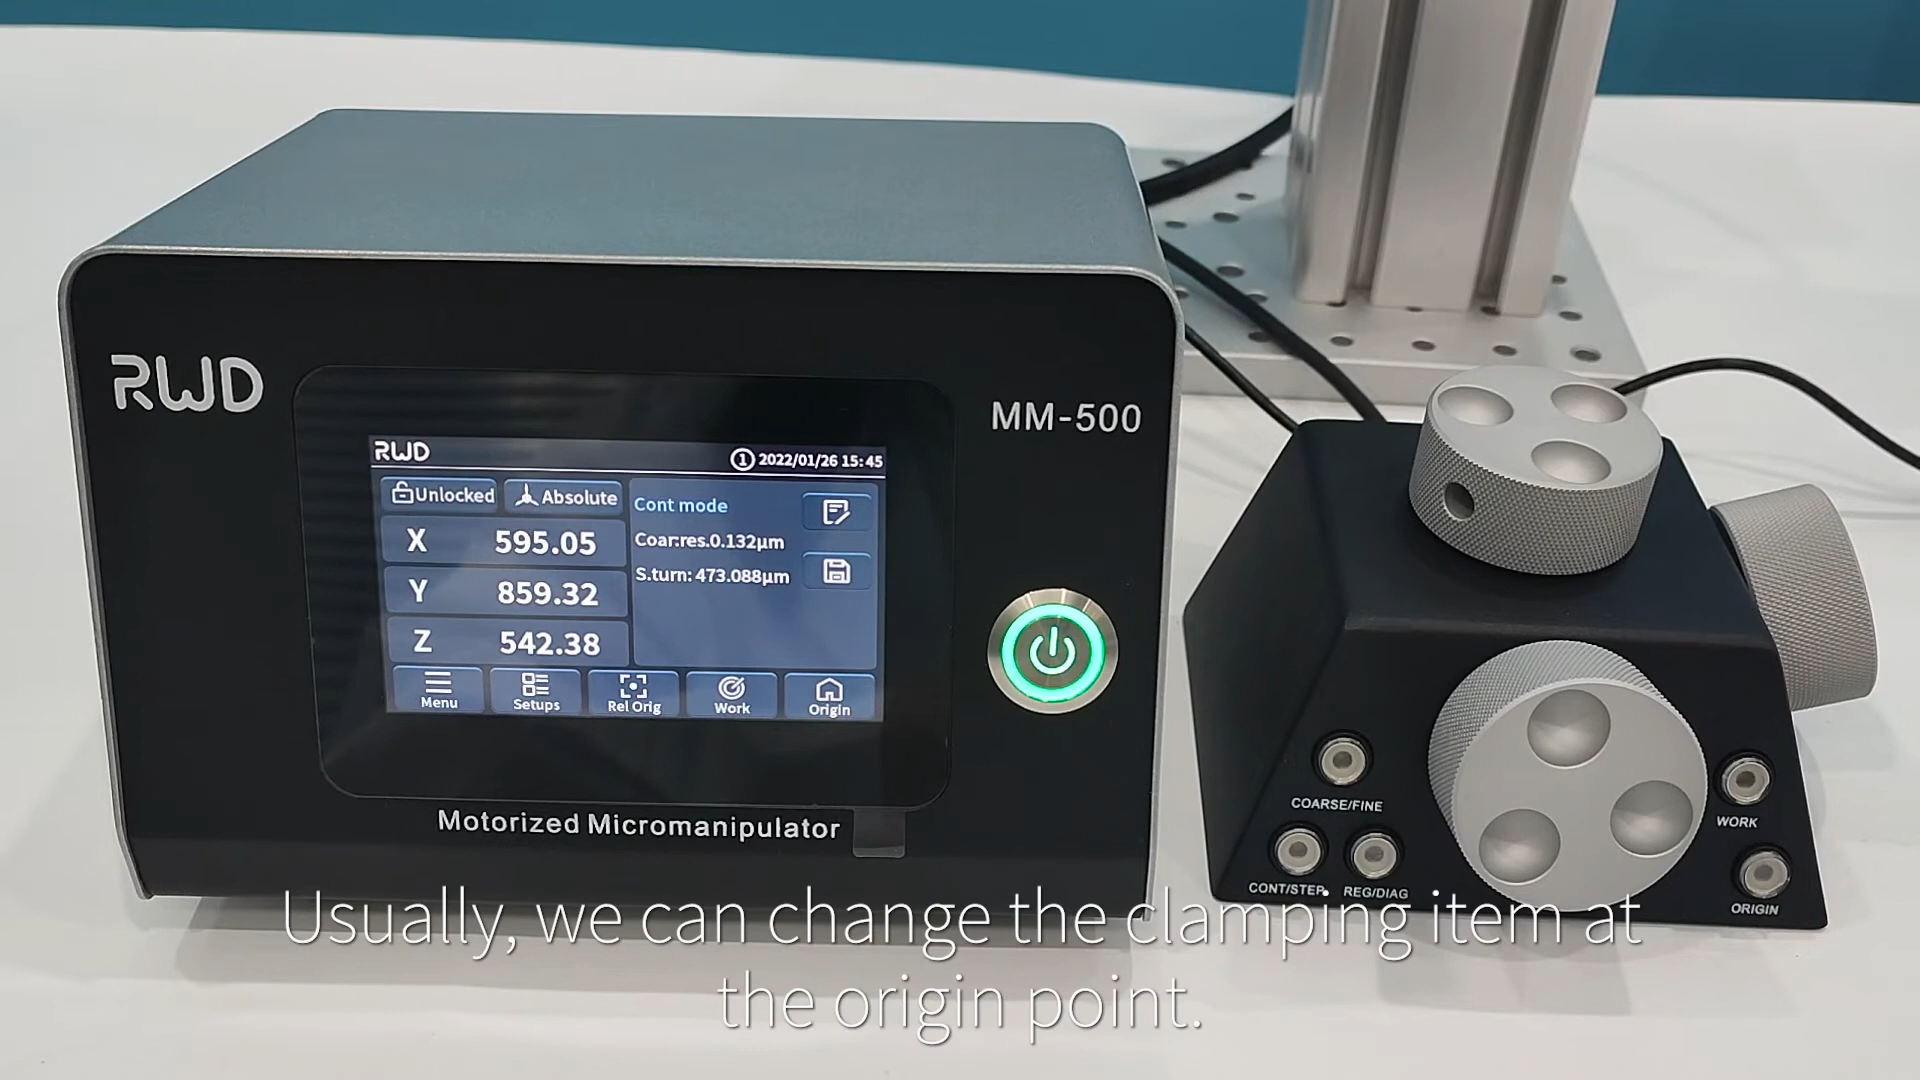 RWD
MM-500
RWD
1 2022/01/26 15:45
Unlocked
Absolute
X 595.05
Y 859.32
Z 542.38
Cont mode
Coar:res.0.132μm
S.turn: 473.088μm
Menu
Setups
Rel Orig
Work
Origin
Motorized Micromanipulator
COARSE/FINE
CONT/STEP
REG/DIAG
WORK
ORIGIN
Usually, we can change the clamping item at
the origin point.